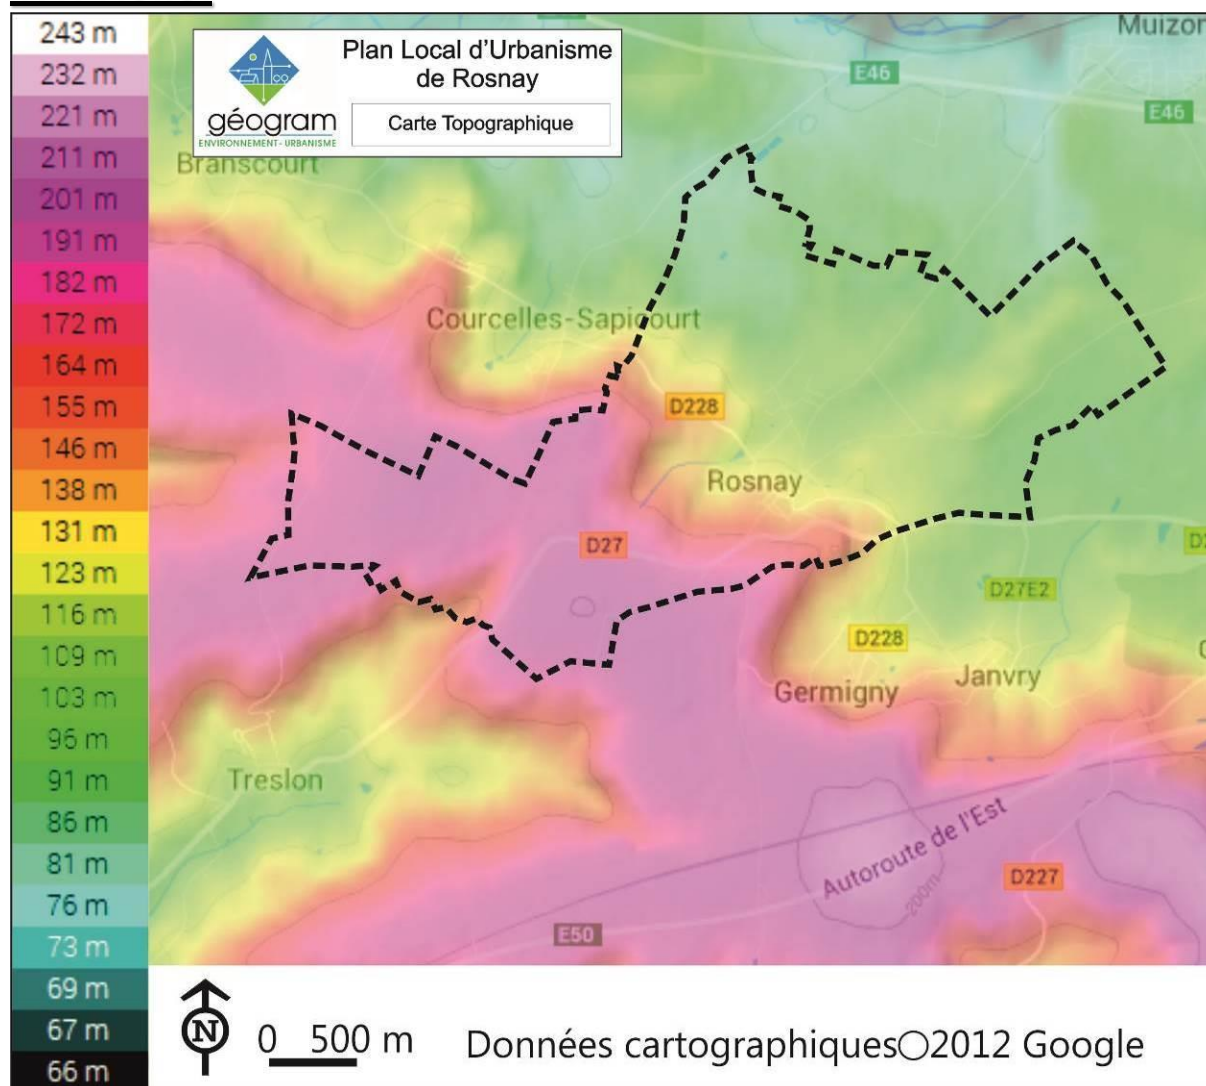 243 m
232 m
221 m
211 m
201 m
191 m
182 m
172 m
164 m
155 m
146 m
138 m
131 m
123 m
116 m
109 m
103 m
96 m
91 m
86 m
81 m
76 m
73 m
69 m
67 m
66 m
géogram
ENVIRONNEMENT - URBANISME
Plan Local d'Urbanisme
de Rosnay
Carte Topographique
Muizon
E46
E46
Branscourt
Courcelles-Sapicourt
D228
Rosnay
D27
D27E2
D228
Janvry
Germigny
Treslon
Autoroute de l'Est
200m
D227
E50
N
0 500 m
Données cartographiques○2012 Google